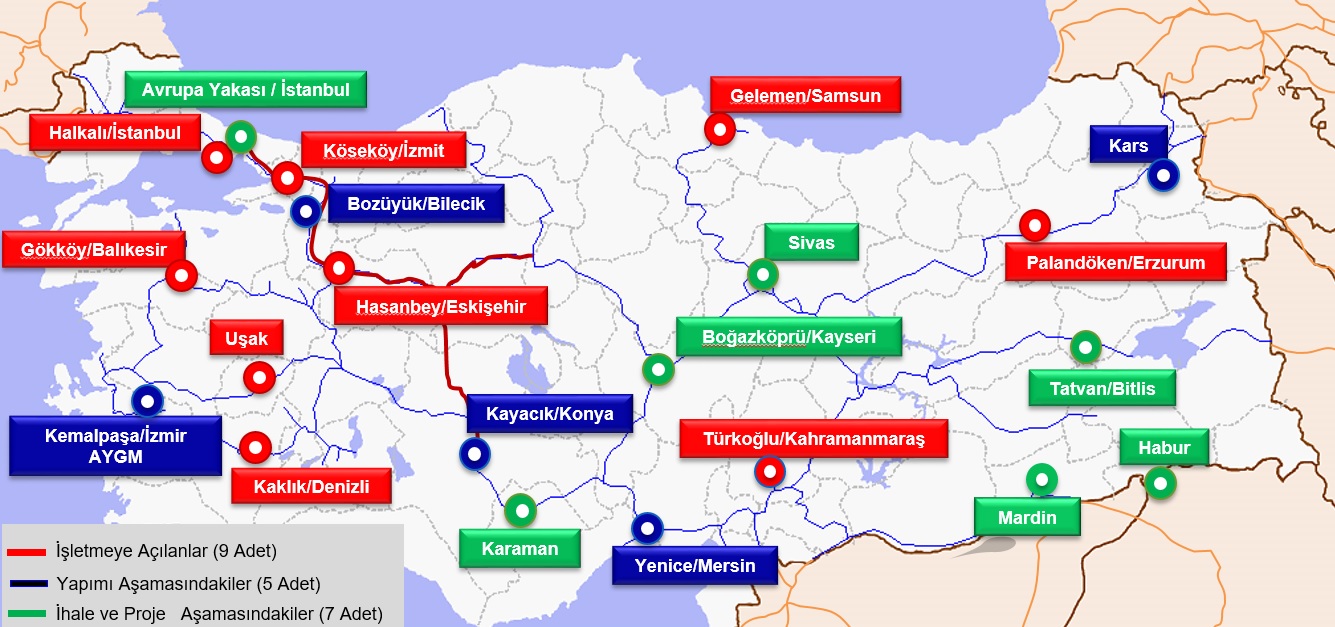 Avrupa Yakası / İstanbul
Gelemen/Samsun
Halkalı/İstanbul
Köseköy/İzmit
Kars
Bozüyük/Bilecik
Gökköy/Balıkesir
Sivas
Palandöken/Erzurum
Hasanbey/Eskişehir
Uşak
Boğazköprü/Kayseri
Tatvan/Bitlis
Kayacık/Konya
Kemalpaşa/İzmir
AYGM
Türkoğlu/Kahramanmaraş
Habur
Kaklık/Denizli
Mardin
Karaman
Yenice/Mersin
İşletmeye Açılanlar (9 Adet)
Yapımı Aşamasındakiler (5 Adet)
İhale ve Proje Aşamasındakiler (7 Adet)